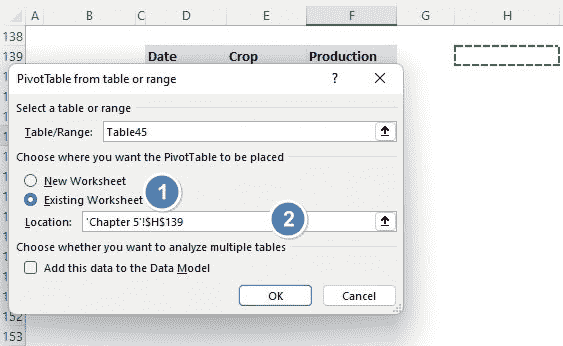 A B C D E F G H
138
139 Date Crop Production
PivotTable from table or range ? ×
Select a table or range
Table/Range: Table45
Choose where you want the PivotTable to be placed
New Worksheet
1
Existing Worksheet
Location: 'Chapter 5'!$H$139
2
Choose whether you want to analyze multiple tables
Add this data to the Data Model
OK Cancel
152
153